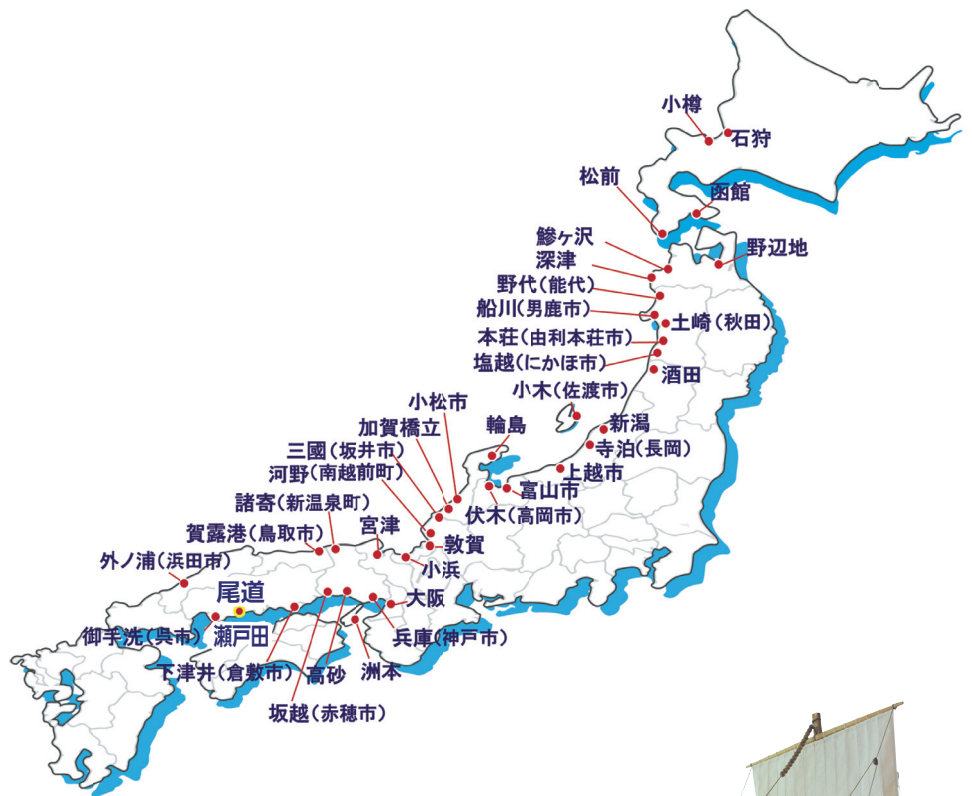 小樽
石狩
松前
函館
鰺ヶ沢
野辺地
深津
野代(能代)
船川(男鹿市)
土崎(秋田)
本荘(由利本荘市)
塩越(にかほ市)
酒田
小木(佐渡市)
小松市
新潟
加賀橋立
輪島
寺泊(長岡)
三國(坂井市)
上越市
河野(南越前町)
富山市
諸寄(新温泉町)
伏木(高岡市)
賀露港(鳥取市)
宮津
敦賀
外ノ浦(浜田市)
小浜
尾道
大阪
御手洗(呉市)
瀬戸田
兵庫(神戸市)
下津井(倉敷市)
高砂
洲本
坂越(赤穂市)